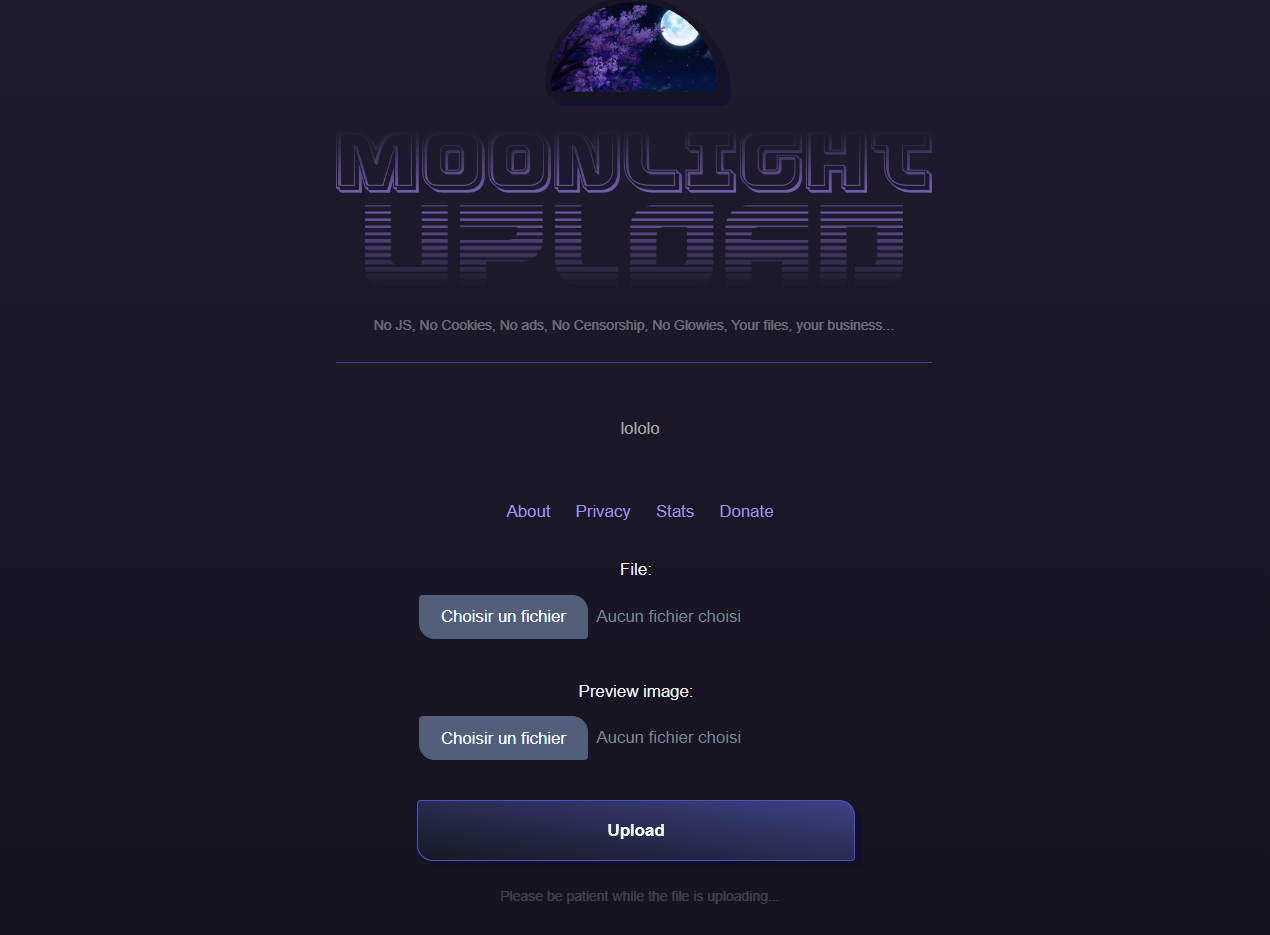 MOONLIGHT
UPLOAD
No JS, No Cookies, No ads, No Censorship, No Glowies, Your files, your business...
lololo
About Privacy Stats Donate
File:
Choisir un fichier Aucun fichier choisi
Preview image:
Choisir un fichier Aucun fichier choisi
Upload
Please be patient while the file is uploading...